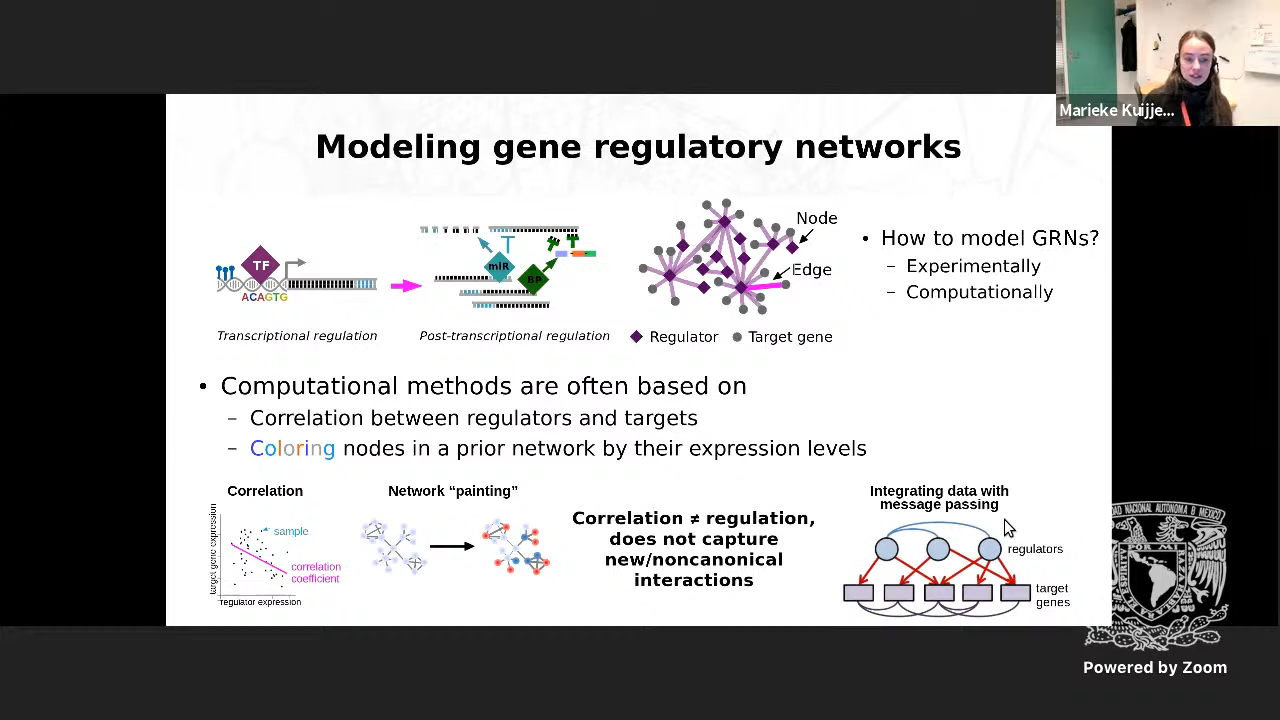 Marieke Kuijje...
Modeling gene regulatory networks
TF
ACAGTG
Transcriptional regulation
miR
BP
Post-transcriptional regulation
Node
Edge
Regulator
Target gene
• How to model GRNs?
– Experimentally
– Computationally
• Computational methods are often based on
– Correlation between regulators and targets
– Coloring nodes in a prior network by their expression levels
Correlation
target gene expression
sample
correlation
coefficient
regulator expression
Network “painting”
Correlation ≠ regulation,
does not capture
new/noncanonical
interactions
Integrating data with
message passing
regulators
target
genes
Powered by Zoom